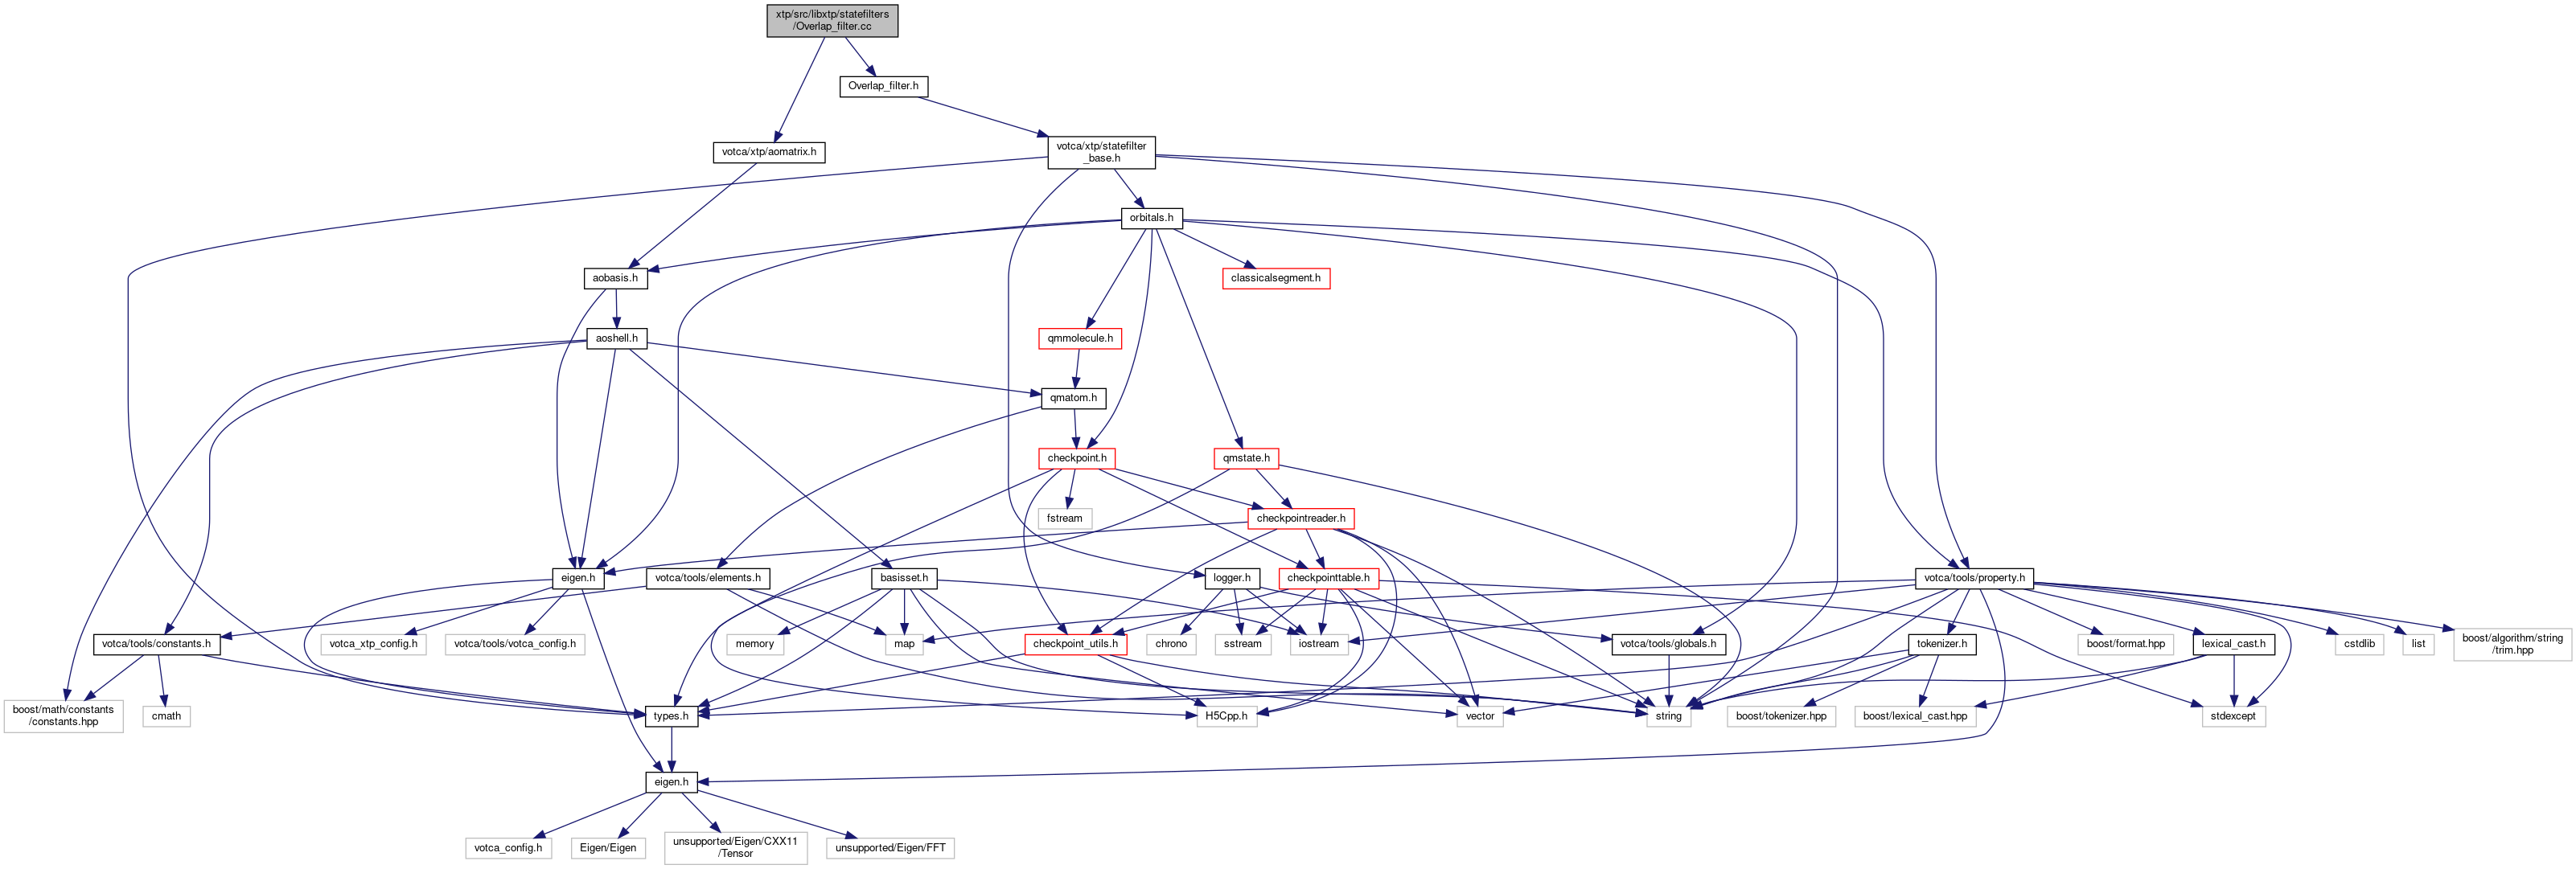 xtp/src/libxtp/statefilters
/Overlap_filter.cc
Overlap_filter.h
votca/xtp/aomatrix.h
votca/xtp/statefilter
_base.h
orbitals.h
aobasis.h
classicalsegment.h
aoshell.h
qmmolecule.h
qmatom.h
checkpoint.h
qmstate.h
fstream
checkpointreader.h
eigen.h
votca/tools/elements.h
basisset.h
logger.h
checkpointtable.h
votca/tools/property.h
votca/tools/constants.h
votca_xtp_config.h
votca/tools/votca_config.h
memory
map
checkpoint_utils.h
chrono
sstream
iostream
votca/tools/globals.h
tokenizer.h
boost/format.hpp
lexical_cast.h
cstdlib
list
boost/algorithm/string
/trim.hpp
boost/math/constants
/constants.hpp
cmath
types.h
H5Cpp.h
vector
string
boost/tokenizer.hpp
boost/lexical_cast.hpp
stdexcept
eigen.h
votca_config.h
Eigen/Eigen
unsupported/Eigen/CXX11
/Tensor
unsupported/Eigen/FFT